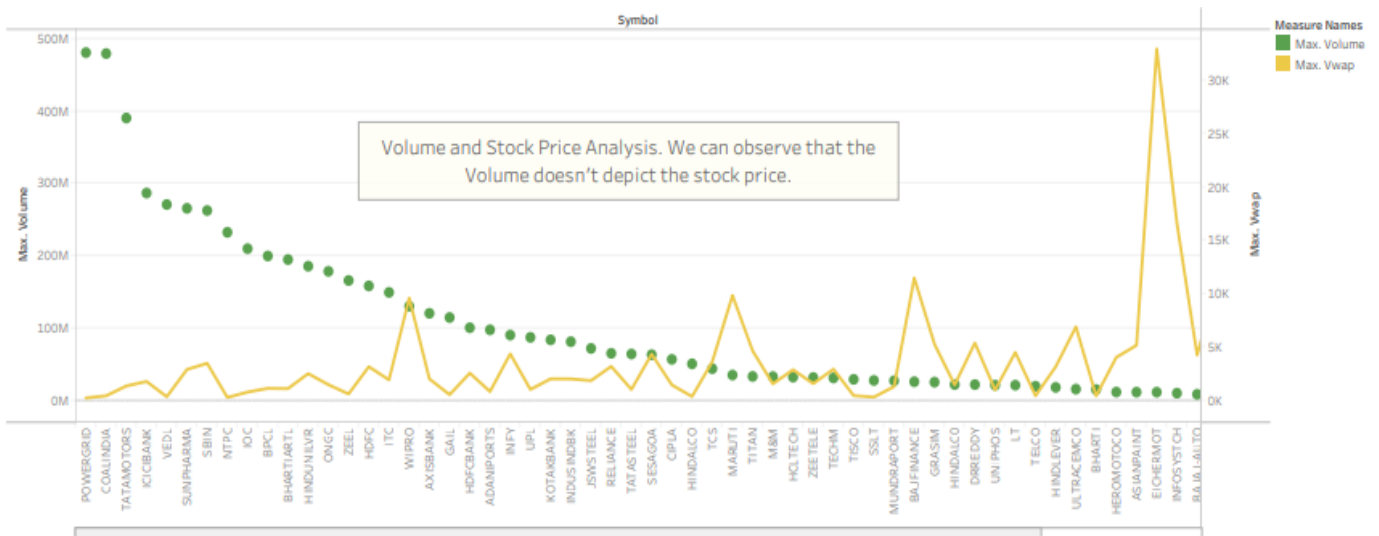 Symbol
Measure Names
Max. Volume
Max. Vwap
500M
400M
300M
200M
100M
0M
Max. Volume
Volume and Stock Price Analysis. We can observe that the
Volume doesn't depict the stock price.
30K
25K
20K
15K
10K
5K
0K
Max. Vwap
POWERGRID
COALINDIA
TATAMOTORS
ICICIBANK
VEDL
SUNPHARMA
SBIN
NTPC
IOC
BPCL
BHARTIARTL
HINDUNILVR
ONGC
ZEEL
HDFC
ITC
WIPRO
AXISBANK
GAIL
HDFCBANK
ADANIPORTS
INFY
UPL
KOTAKBANK
INDUSINDBK
JSWSTEEL
RELIANCE
TATASTEEL
SESAGOA
CIPLA
HINDALCO
TCS
MARUTI
TITAN
M&M
HCLTECH
ZEETELE
TECHM
TISCO
SSLT
MUNDRAPORT
BAJFINANCE
GRASIM
HINDALC0
DRREDDY
UNIPHOS
LT
TELCO
HINDLEVER
ULTRACEMCO
BHARTI
HEROMOTOCO
ASIANPAINT
EICHERMOT
INFOSYSTCH
BAJAJ-AUTO